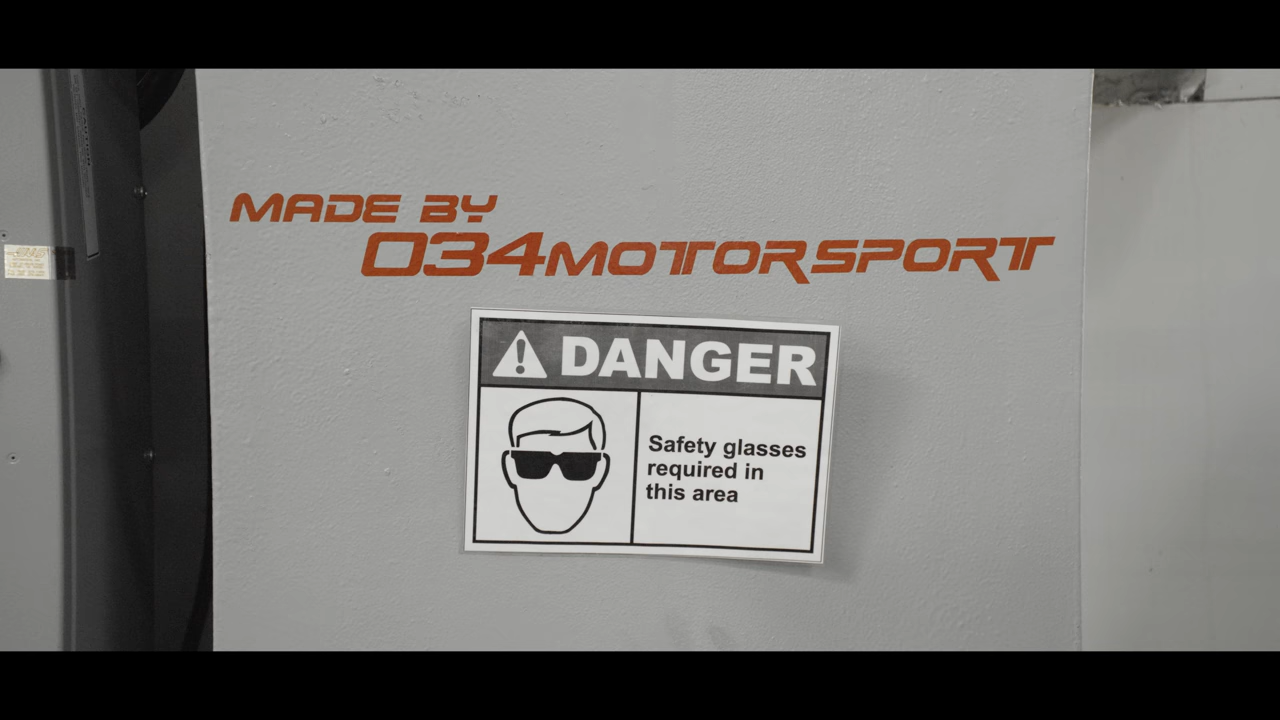 MADE BY
034MOTORSPORT
DANGER
Safety glasses
required in
this area